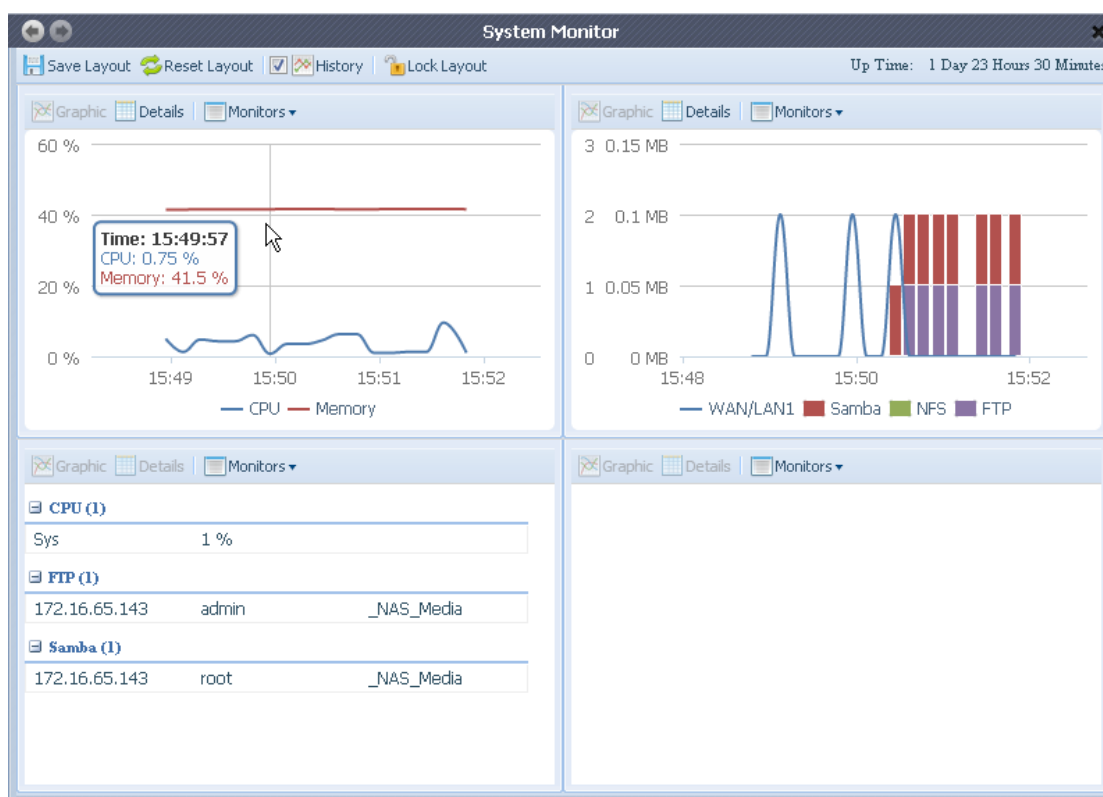 System Monitor
Save Layout Reset Layout History Lock Layout Up Time: 1 Day 23 Hours 30 Minutes
Graphic Details Monitors
60 %
40 %
20 %
0 %
Time: 15:49:57
CPU: 0.75 %
Memory: 41.5 %
15:49 15:50 15:51 15:52
CPU Memory
Graphic Details Monitors
3 0.15 MB
2 0.1 MB
1 0.05 MB
0 0 MB
15:48 15:50 15:52
WAN/LAN1 Samba NFS FTP
Graphic Details Monitors
CPU (1)
Sys 1 %
FTP (1)
172.16.65.143 admin _NAS_Media
Samba (1)
172.16.65.143 root _NAS_Media
Graphic Details Monitors